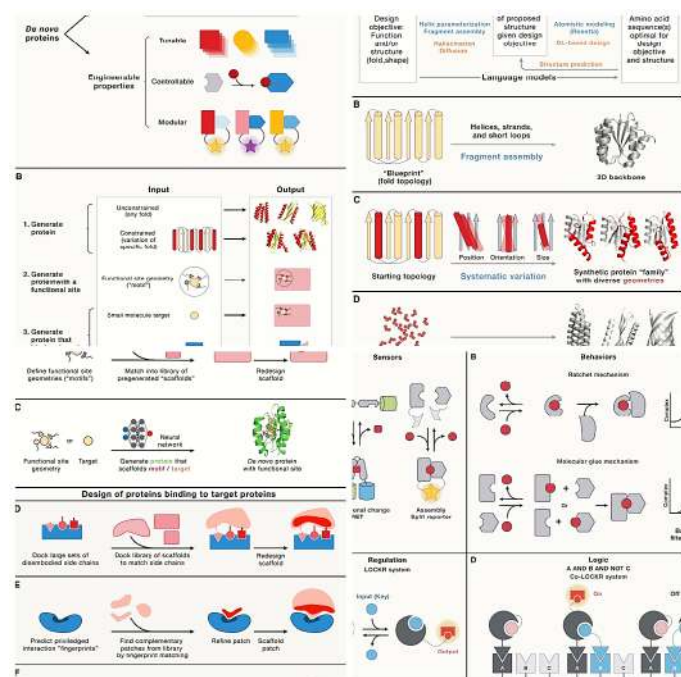 De novo
proteins
Tunable
Engineerable
properties
Controllable
Modular
B
Input
Output
1. Generate
protein
Unconstrained
(any fold)
Constrained
(variation of
specific fold)
2. Generate
protein with a
functional site
Functional site geometry
("motif")
Small molecule target
3. Generate
protein that
Define functional site
geometries ("motifs")
Match into library of
pregenerated "scaffolds"
Redesign
scaffold
C
or
Neural
network
Functional site
geometry
Target
Generate protein that
scaffolds motif / target
De novo protein
with functional site
Design of proteins binding to target proteins
D
Dock large sets of
disembodied side chains
Dock library of scaffolds
to match side chains
Redesign
scaffold
E
Predict priviledged
interaction "fingerprints"
Find complementary
patches from library
by fingerprint matching
Refine patch
Scaffold
patch
F
Design
objective:
Function
and/or
structure
(fold,shape)
Helix parameterization
Fragment assembly
Hallucination
Diffusion
of proposed
structure
given design
objective
Atomistic modeling
(Rosetta)
DL-based design
Structure prediction
Amino acid
sequence(s)
optimal for
design
objective
and structure
Language models
B
Helices, strands,
and short loops
Fragment assembly
"Blueprint"
(fold topology)
3D backbone
C
Position
Orientation
Size
Starting topology
Systematic variation
Synthetic protein "family"
with diverse geometries
D
Sensors
onal change
Assembly
Split reporter
B
Behaviors
Ratchet mechanism
Complex
Molecular glue mechanism
Or
Complex
Regulation
LOCKR system
Input (Key)
Output
D
Logic
A AND B AND NOT C
Co-LOCKR system
On
Off
A
B
C
A
B
C
A
B